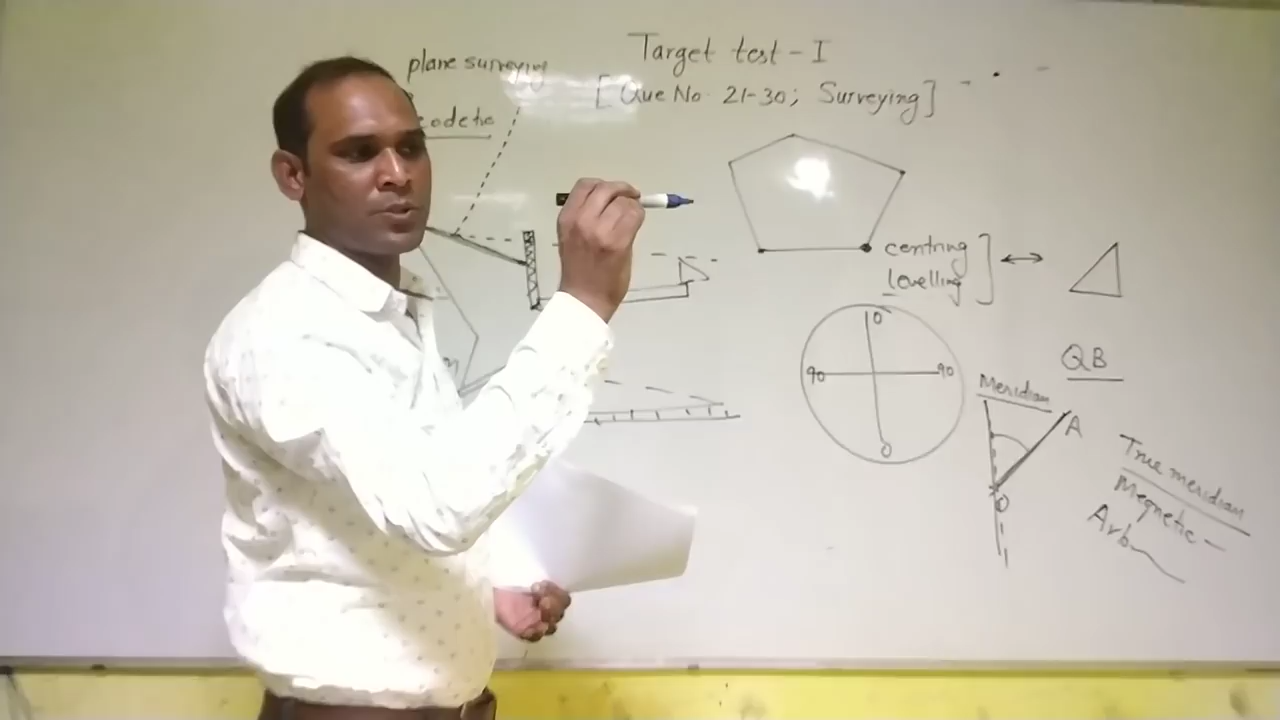 plane surveying
Target test - I
[Que No. 21-30; Surveying]
centring
levelling
0
90
90
0
QB
Meridian
A
O
True meridian
Magnetic -
Arb